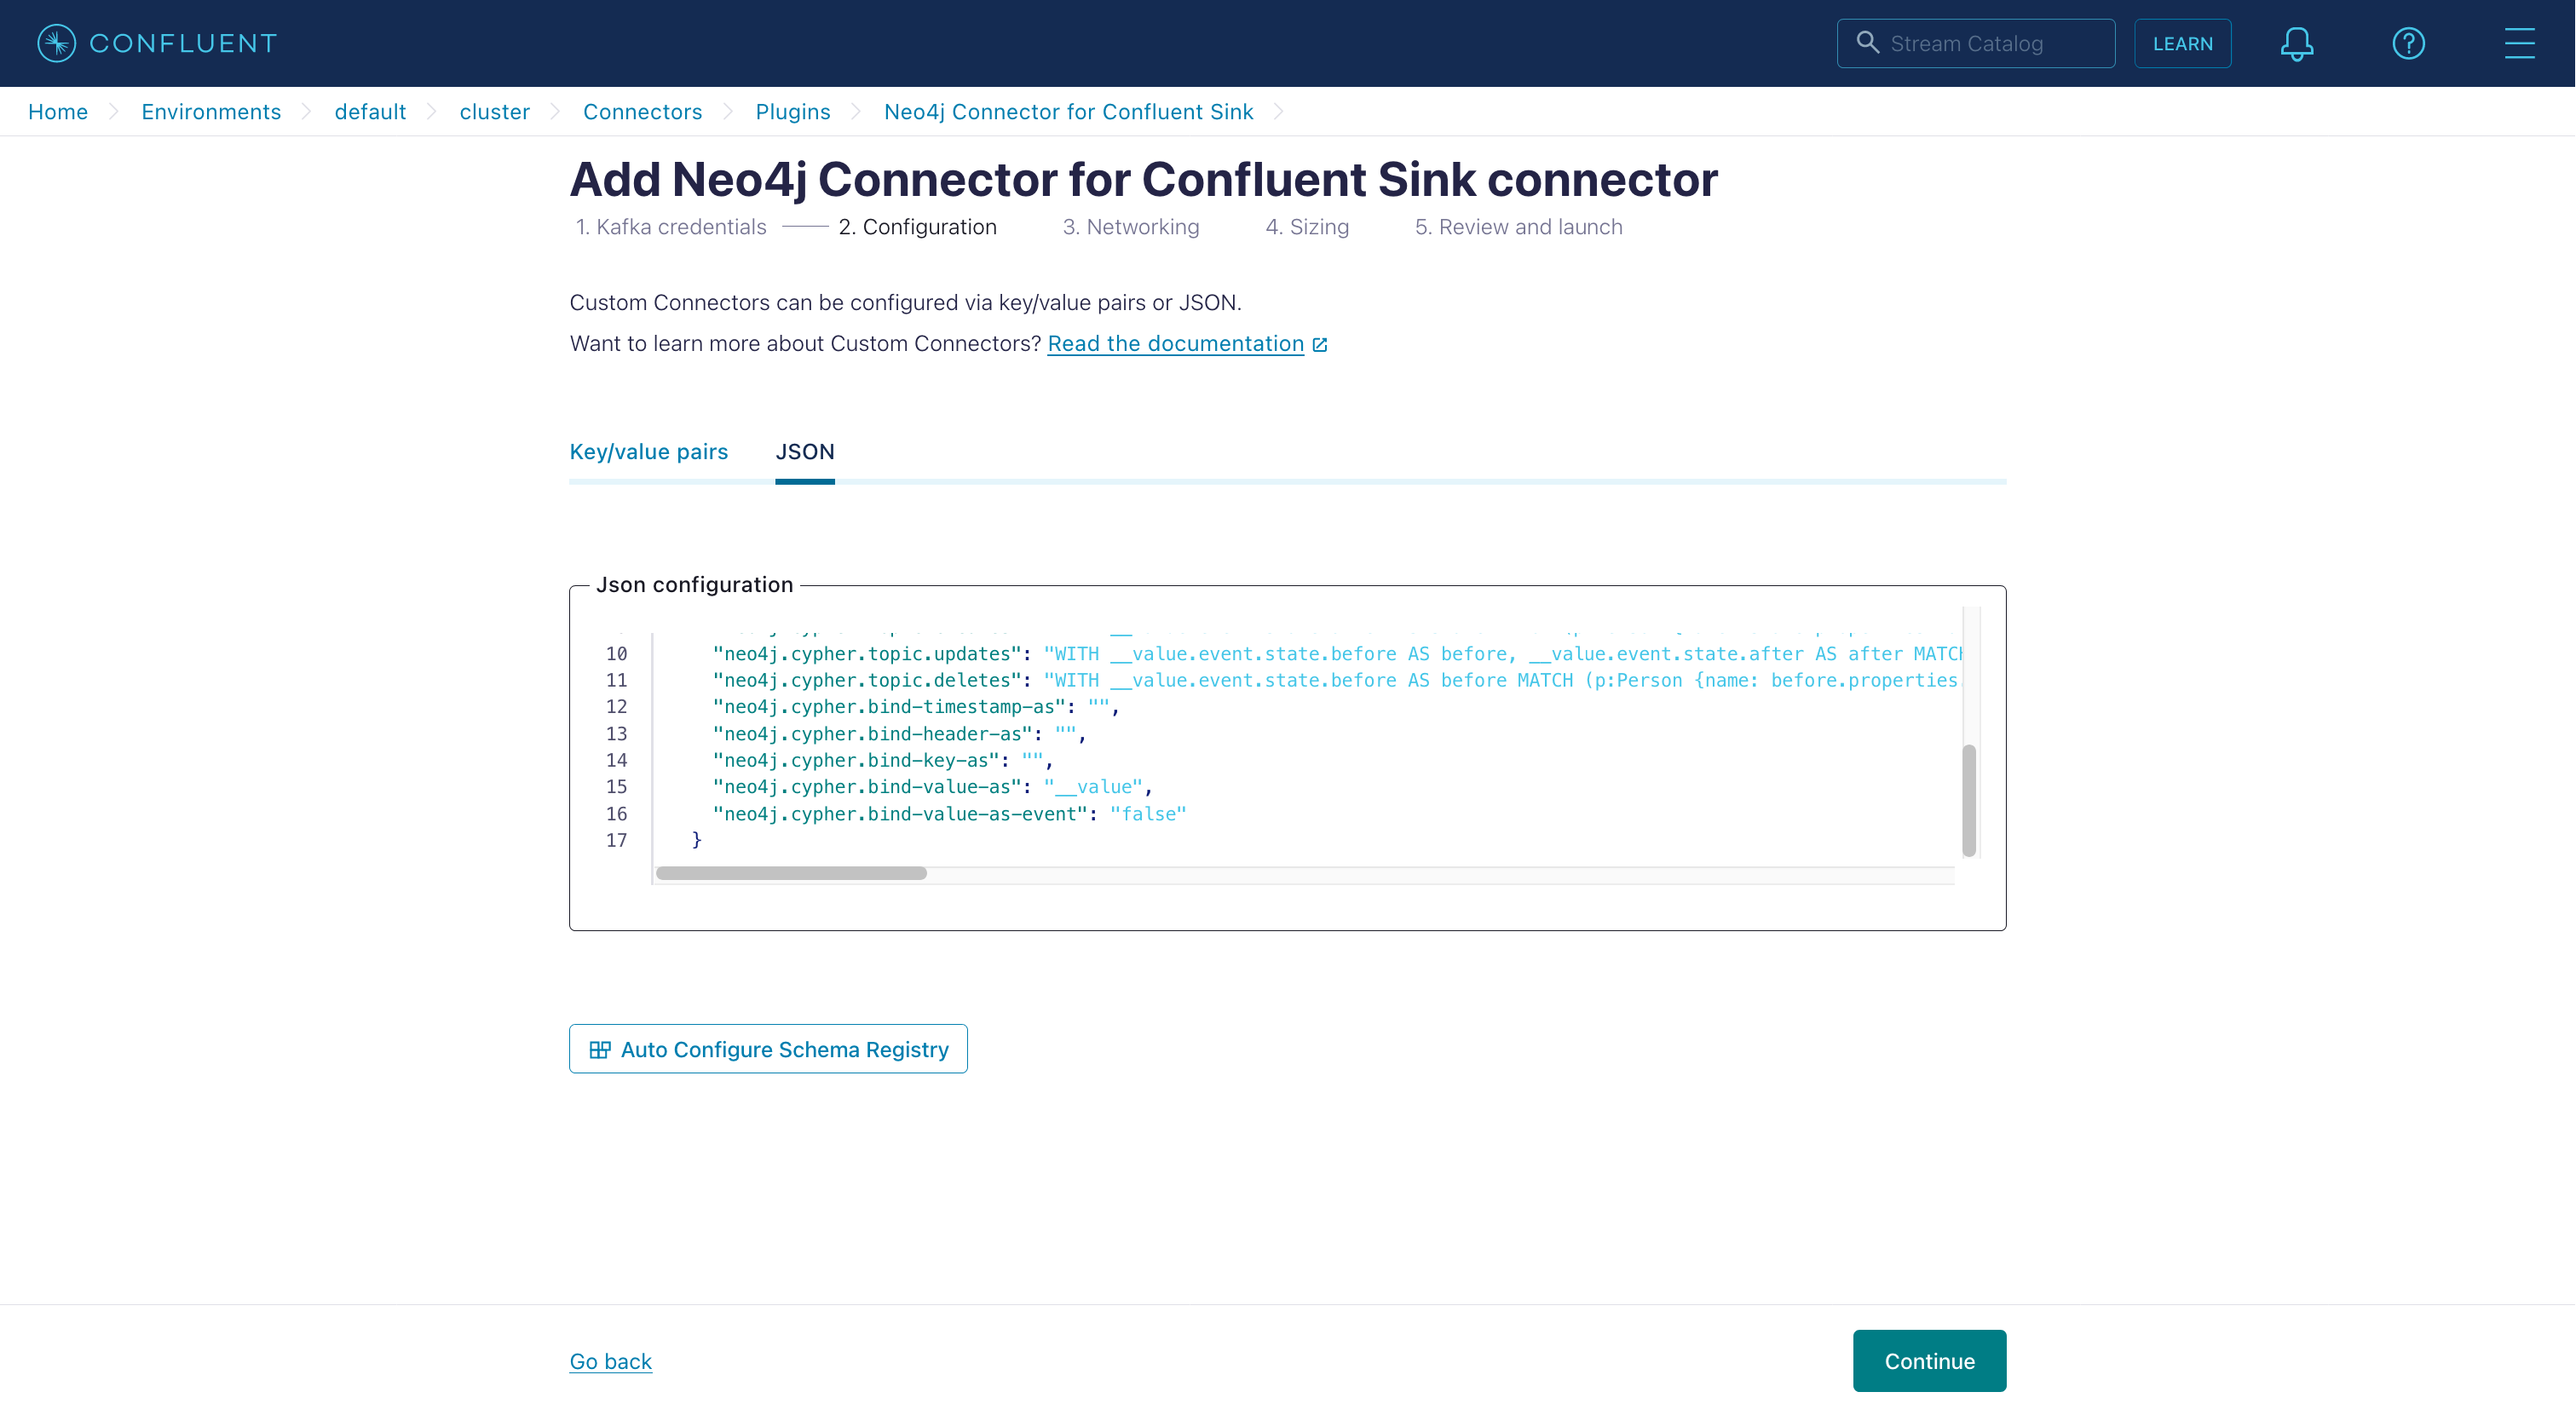 CONFLUENT
Stream Catalog
LEARN
Home
Environments
default
cluster
Connectors
Plugins
Neo4j Connector for Confluent Sink
Add Neo4j Connector for Confluent Sink connector
1. Kafka credentials
2. Configuration
3. Networking
4. Sizing
5. Review and launch
Custom Connectors can be configured via key/value pairs or JSON.
Want to learn more about Custom Connectors? Read the documentation
Key/value pairs
JSON
Json configuration
10 "neo4j.cypher.topic.updates": "WITH __value.event.state.before AS before, __value.event.state.after AS after MATCH
11 "neo4j.cypher.topic.deletes": "WITH __value.event.state.before AS before MATCH (p:Person {name: before.properties.
12 "neo4j.cypher.bind-timestamp-as": "",
13 "neo4j.cypher.bind-header-as": "",
14 "neo4j.cypher.bind-key-as": "",
15 "neo4j.cypher.bind-value-as": "__value",
16 "neo4j.cypher.bind-value-as-event": "false"
17 }
Auto Configure Schema Registry
Go back
Continue